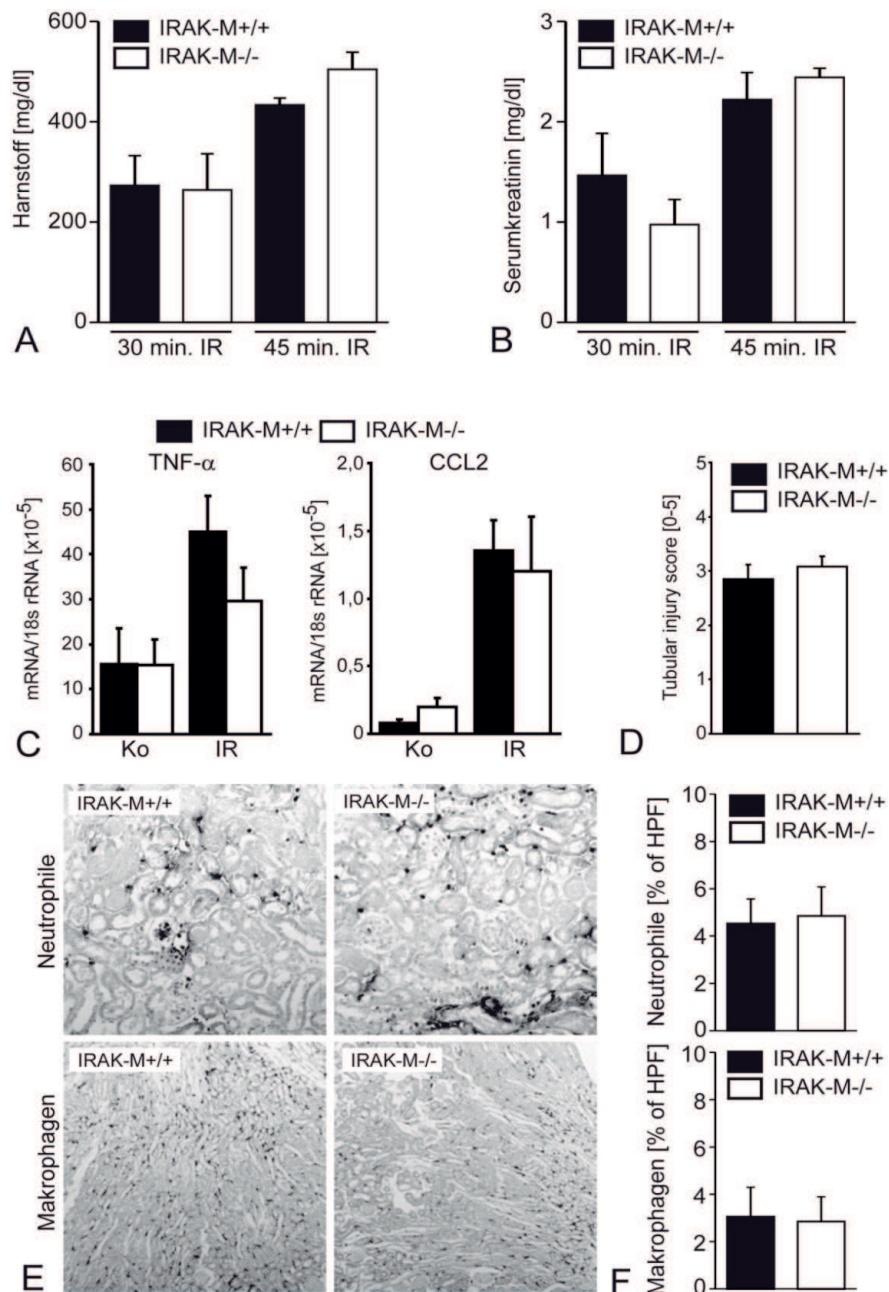 600
400
200
0
Harnstoff [mg/dl]
IRAK-M+/+
IRAK-M-/-
30 min. IR
45 min. IR
A
3
2
1
0
Serumkreatinin [mg/dl]
IRAK-M+/+
IRAK-M-/-
30 min. IR
45 min. IR
B
IRAK-M+/+ IRAK-M-/-
TNF-α
60
50
40
30
20
10
0
mRNA/18s rRNA [x10-5]
Ko
IR
C
CCL2
2,0
1,5
1,0
0,5
0
mRNA/18s rRNA [x10-5]
Ko
IR
5
4
3
2
1
0
Tubular injury score [0-5]
IRAK-M+/+
IRAK-M-/-
D
Neutrophile
IRAK-M+/+
IRAK-M-/-
Makrophagen
IRAK-M+/+
IRAK-M-/-
E
10
8
6
4
2
0
Neutrophile [% of HPF]
IRAK-M+/+
IRAK-M-/-
10
8
6
4
2
0
Makrophagen [% of HPF]
IRAK-M+/+
IRAK-M-/-
F